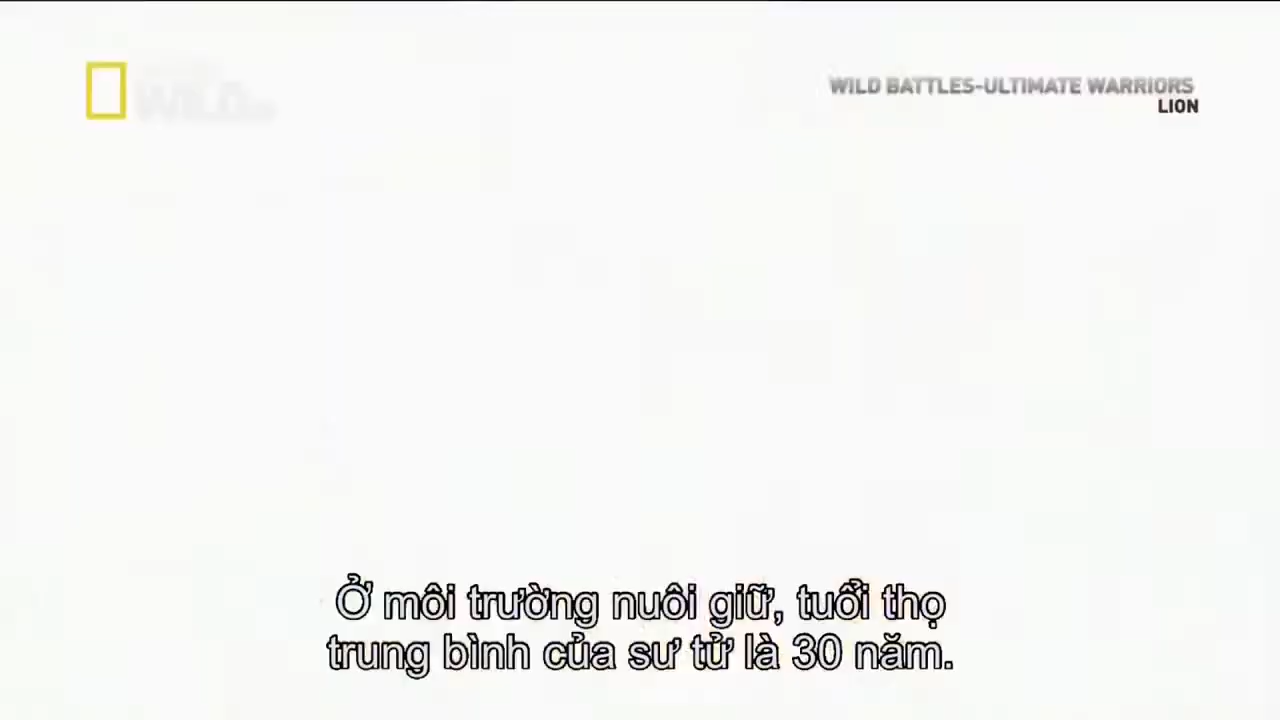 WILD
WILD BATTLES-ULTIMATE WARRIORS
LION
Ở môi trường nuôi giữ, tuổi thọ
trung bình của sư tử là 30 năm.